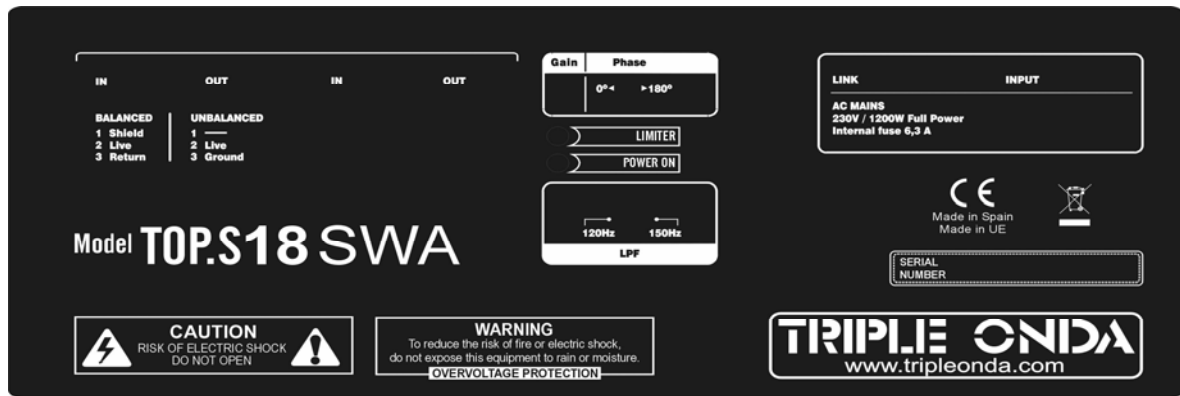 IN OUT IN OUT
BALANCED UNBALANCED
1 Shield 1 —
2 Live 2 Live
3 Return 3 Ground
Model TOP.S18 SWA
CAUTION
RISK OF ELECTRIC SHOCK
DO NOT OPEN
WARNING
To reduce the risk of fire or electric shock,
do not expose this equipment to rain or moisture.
OVERVOLTAGE PROTECTION
Gain Phase
0º◂ ▸180º
LIMITER
POWER ON
120Hz 150Hz
LPF
LINK INPUT
AC MAINS
230V / 1200W Full Power
Internal fuse 6,3 A
CE
Made in Spain
Made in UE
SERIAL
NUMBER
TRIPLE ONDA
www.tripleonda.com